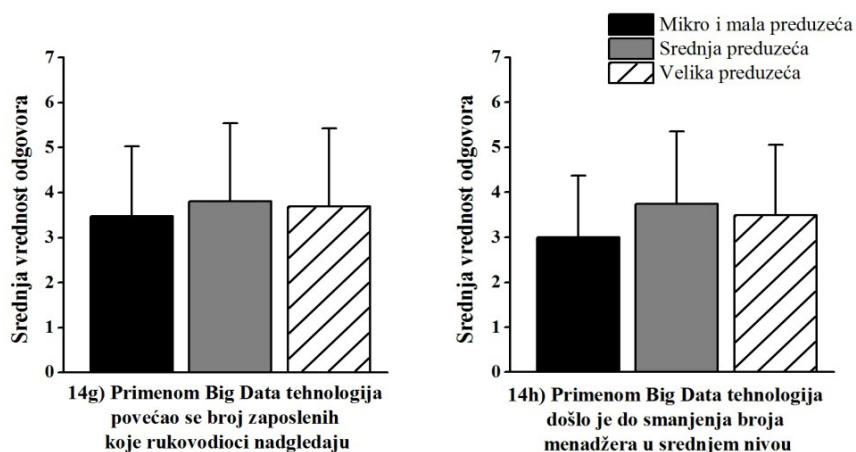 Mikro i mala preduzeća
Srednja preduzeća
Velika preduzeća
Srednja vrednost odgovora
7
6
5
4
3
2
1
0
14g) Primenom Big Data tehnologija
povećao se broj zaposlenih
koje rukovodioci nadgledaju
Srednja vrednost odgovora
7
6
5
4
3
2
1
0
14h) Primenom Big Data tehnologija
došlo je do smanjenja broja
menadžera u srednjem nivou